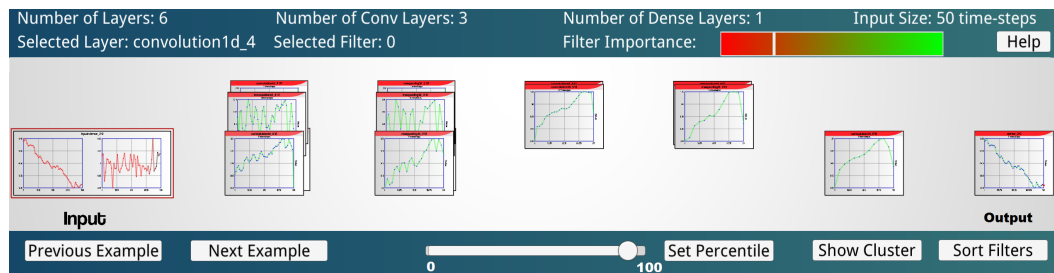 Number of Layers: 6 Number of Conv Layers: 3 Number of Dense Layers: 1 Input Size: 50 time-steps
Selected Layer: convolution1d_4 Selected Filter: 0 Filter Importance: Help
Input Output
Previous Example Next Example Set Percentile Show Cluster Sort Filters
0 100